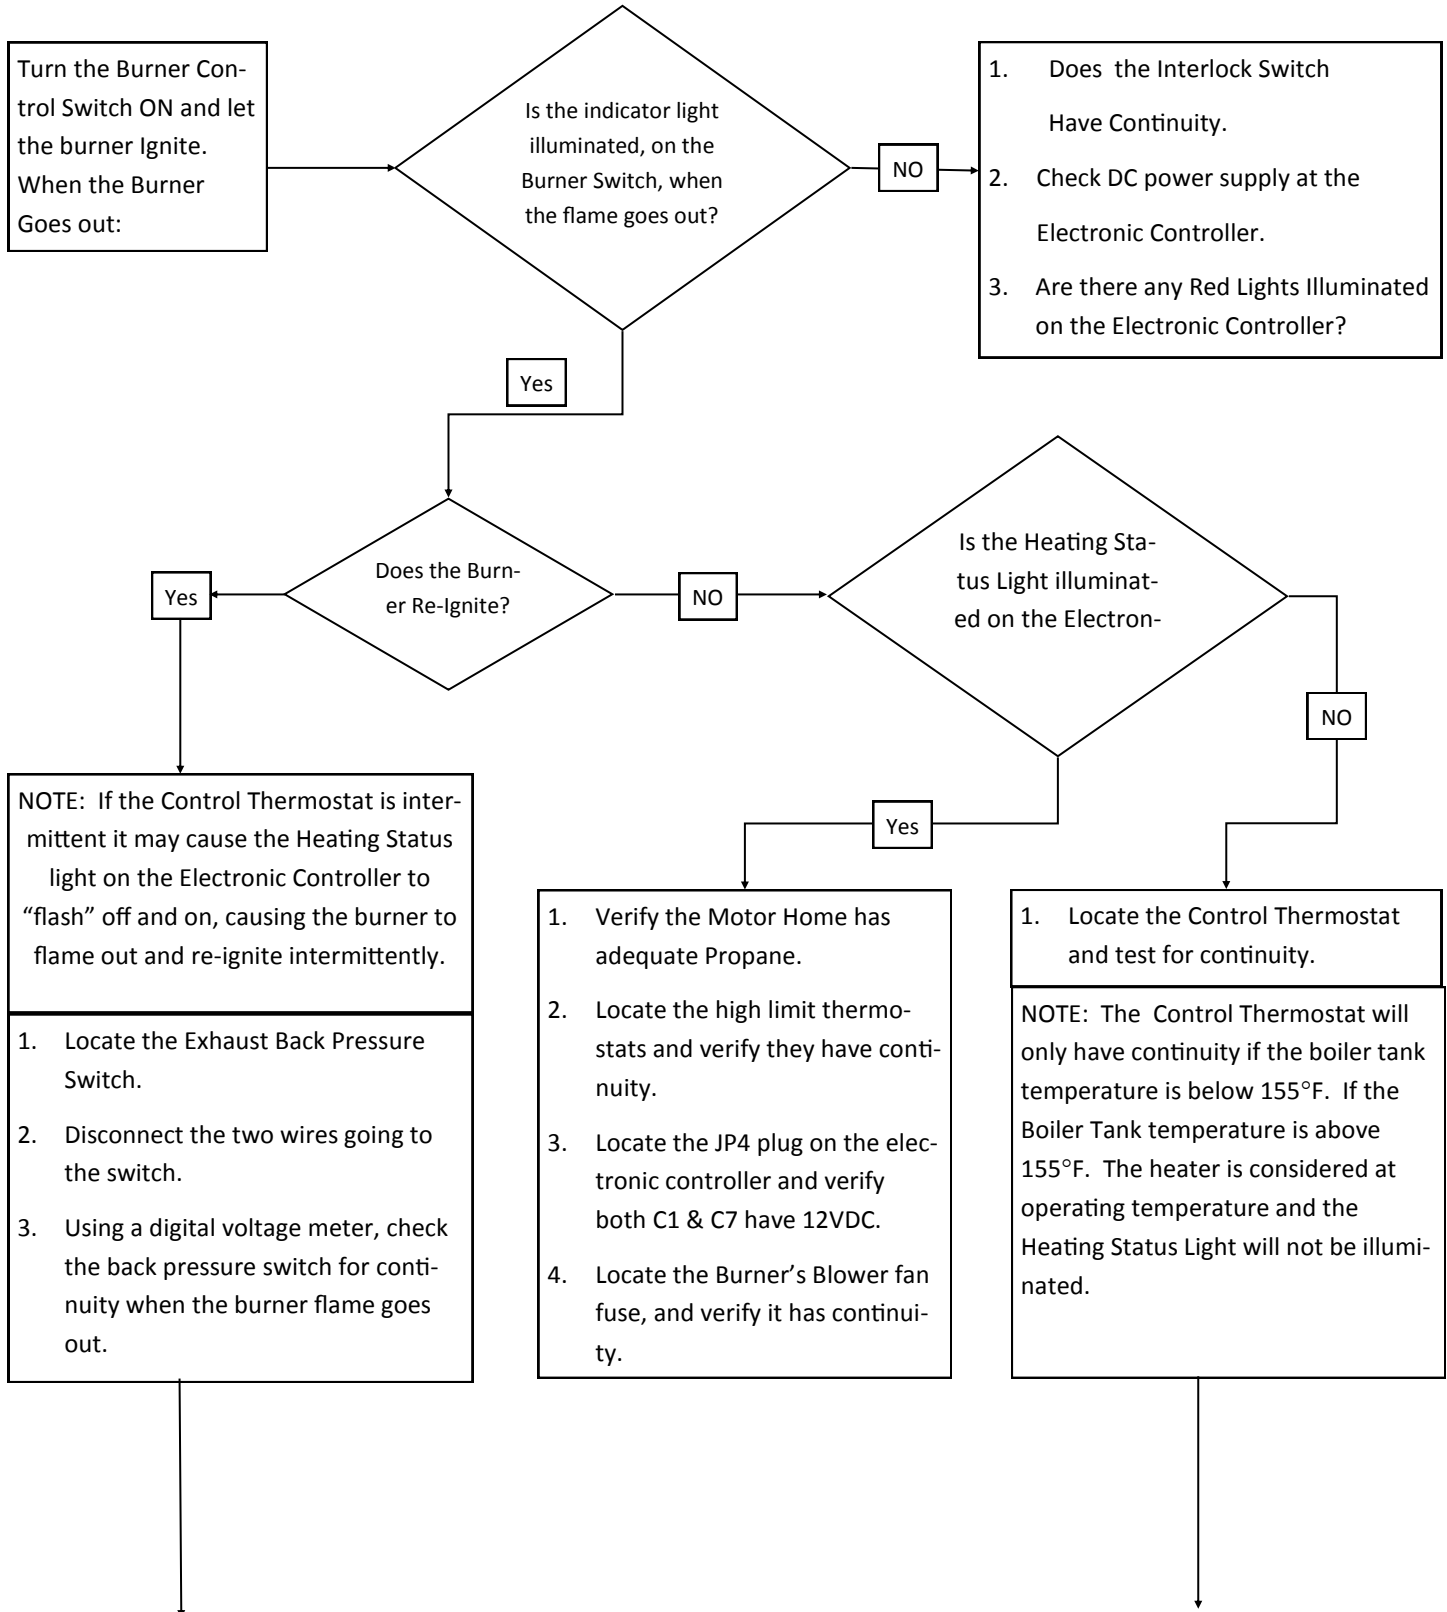 Turn the Burner Con-
trol Switch ON and let
the burner Ignite.
When the Burner
Goes out:
Is the indicator light
illuminated, on the
Burner Switch, when
the flame goes out?
NO
1. Does the Interlock Switch
Have Continuity.
2. Check DC power supply at the
Electronic Controller.
3. Are there any Red Lights Illuminated
on the Electronic Controller?
Yes
Does the Burn-
er Re-Ignite?
Yes
NO
Is the Heating Sta-
tus Light illuminat-
ed on the Electron-
NO
Yes
NOTE: If the Control Thermostat is inter-
mittent it may cause the Heating Status
light on the Electronic Controller to
“flash” off and on, causing the burner to
flame out and re-ignite intermittently.
1. Locate the Exhaust Back Pressure
Switch.
2. Disconnect the two wires going to
the switch.
3. Using a digital voltage meter, check
the back pressure switch for conti-
nuity when the burner flame goes
out.
1. Verify the Motor Home has
adequate Propane.
2. Locate the high limit thermo-
stats and verify they have conti-
nuity.
3. Locate the JP4 plug on the elec-
tronic controller and verify
both C1 & C7 have 12VDC.
4. Locate the Burner’s Blower fan
fuse, and verify it has continui-
ty.
1. Locate the Control Thermostat
and test for continuity.
NOTE: The Control Thermostat will
only have continuity if the boiler tank
temperature is below 155°F. If the
Boiler Tank temperature is above
155°F. The heater is considered at
operating temperature and the
Heating Status Light will not be illumi-
nated.